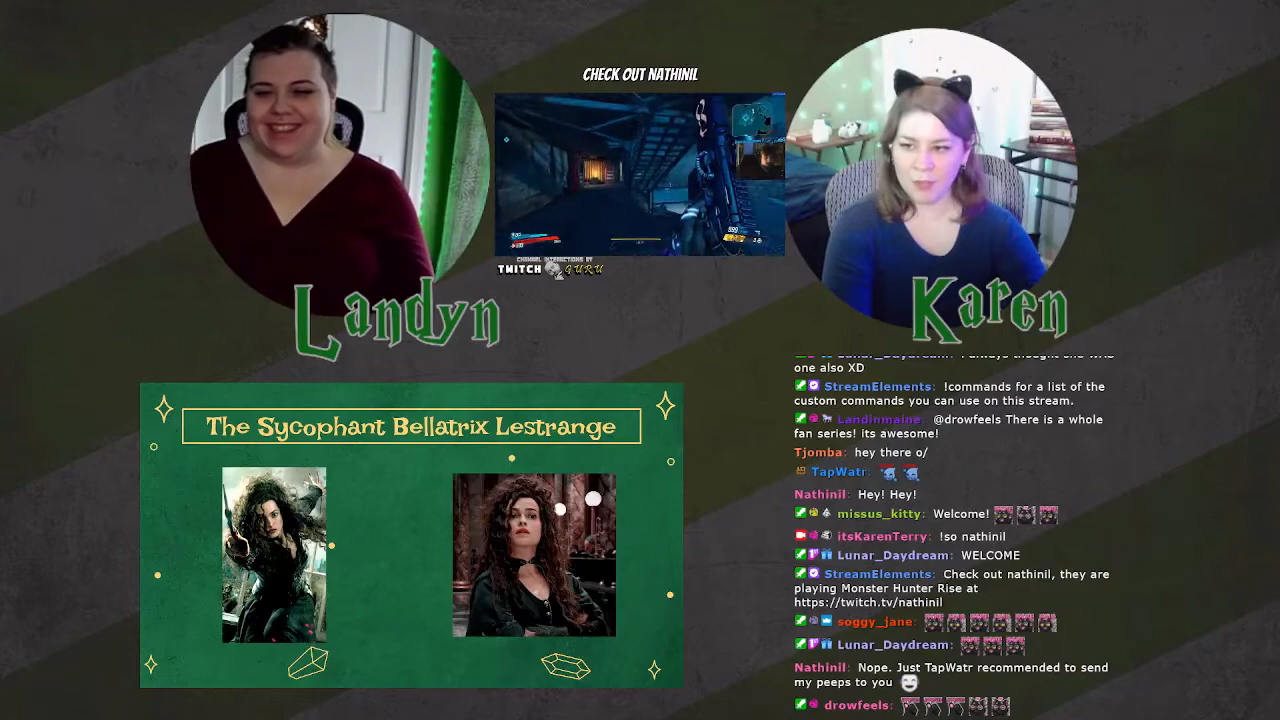 CHECK OUT NATHINIL
CHANNEL INTERACTIONS BY
TWITCH GURU
Landyn
Karen
The Sycophant Bellatrix Lestrange
one also XD
StreamElements: !commands for a list of the
custom commands you can use on this stream.
Landinmaine: @drowfeels There is a whole
fan series! its awesome!
Tjomba: hey there o/
TapWatr:
Nathinil: Hey! Hey!
missus_kitty: Welcome!
itsKarenTerry: !so nathinil
Lunar_Daydream: WELCOME
StreamElements: Check out nathinil, they are
playing Monster Hunter Rise at
https://twitch.tv/nathinil
soggy_jane:
Lunar_Daydream:
Nathinil: Nope. Just TapWatr recommended to send
my peeps to you
drowfeels: